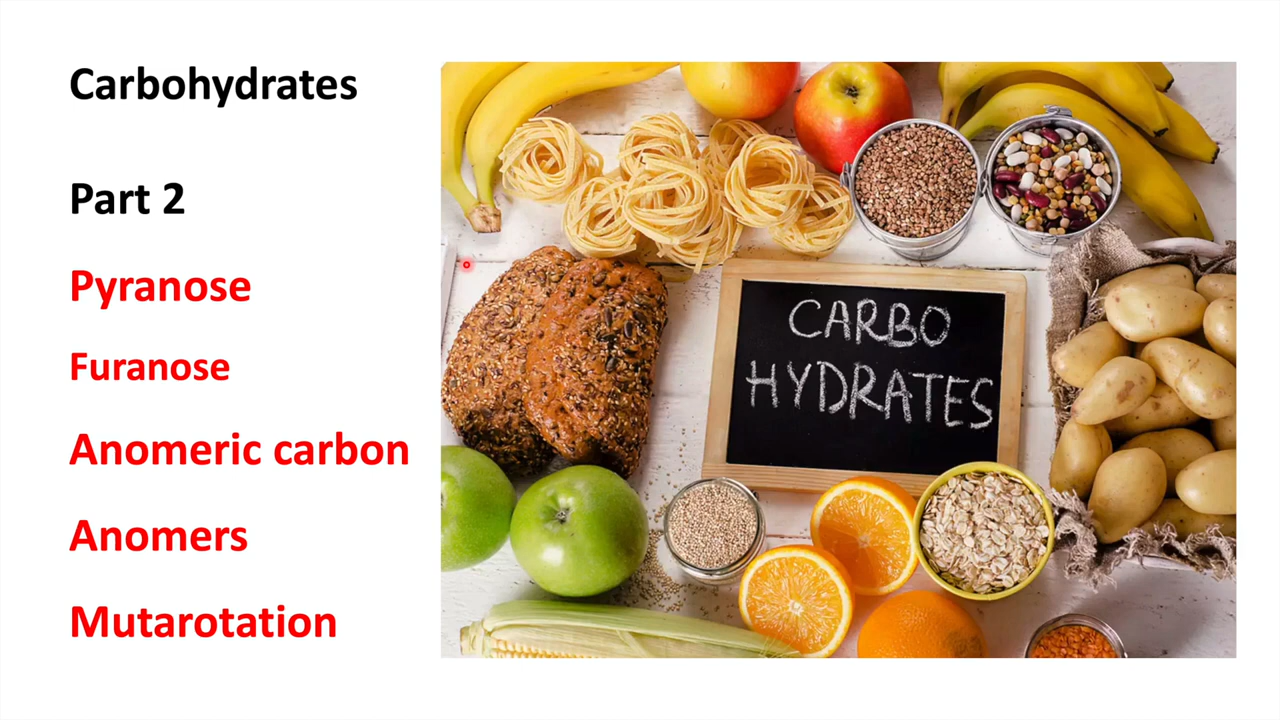 Carbohydrates
Part 2
Pyranose
Furanose
Anomeric carbon
Anomers
Mutarotation
CARBO
HYDRATES